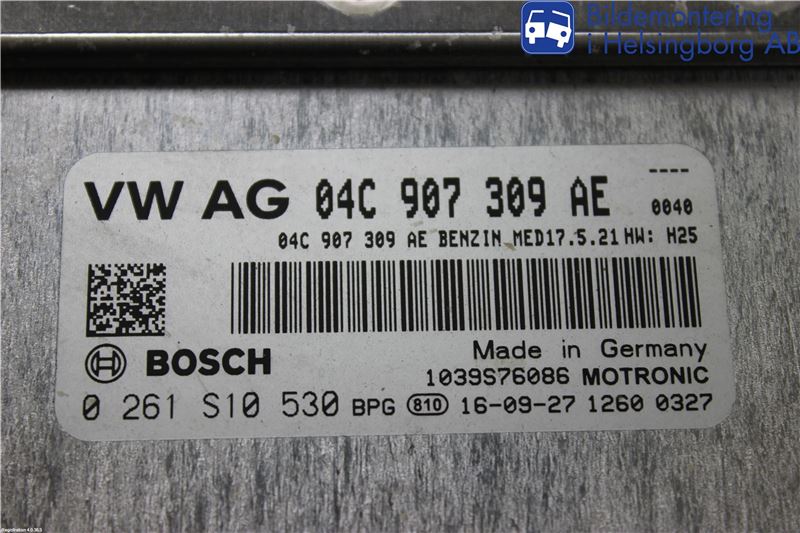 Bildemontering
i Helsingborg AB
----
VW AG 04C 907 309 AE 0040
04C 907 309 AE BENZIN MED17.5.21 HW: H25
BOSCH
Made in Germany
1039S76086 MOTRONIC
0 261 S10 530 BPG 810 16-09-27 1260 0327